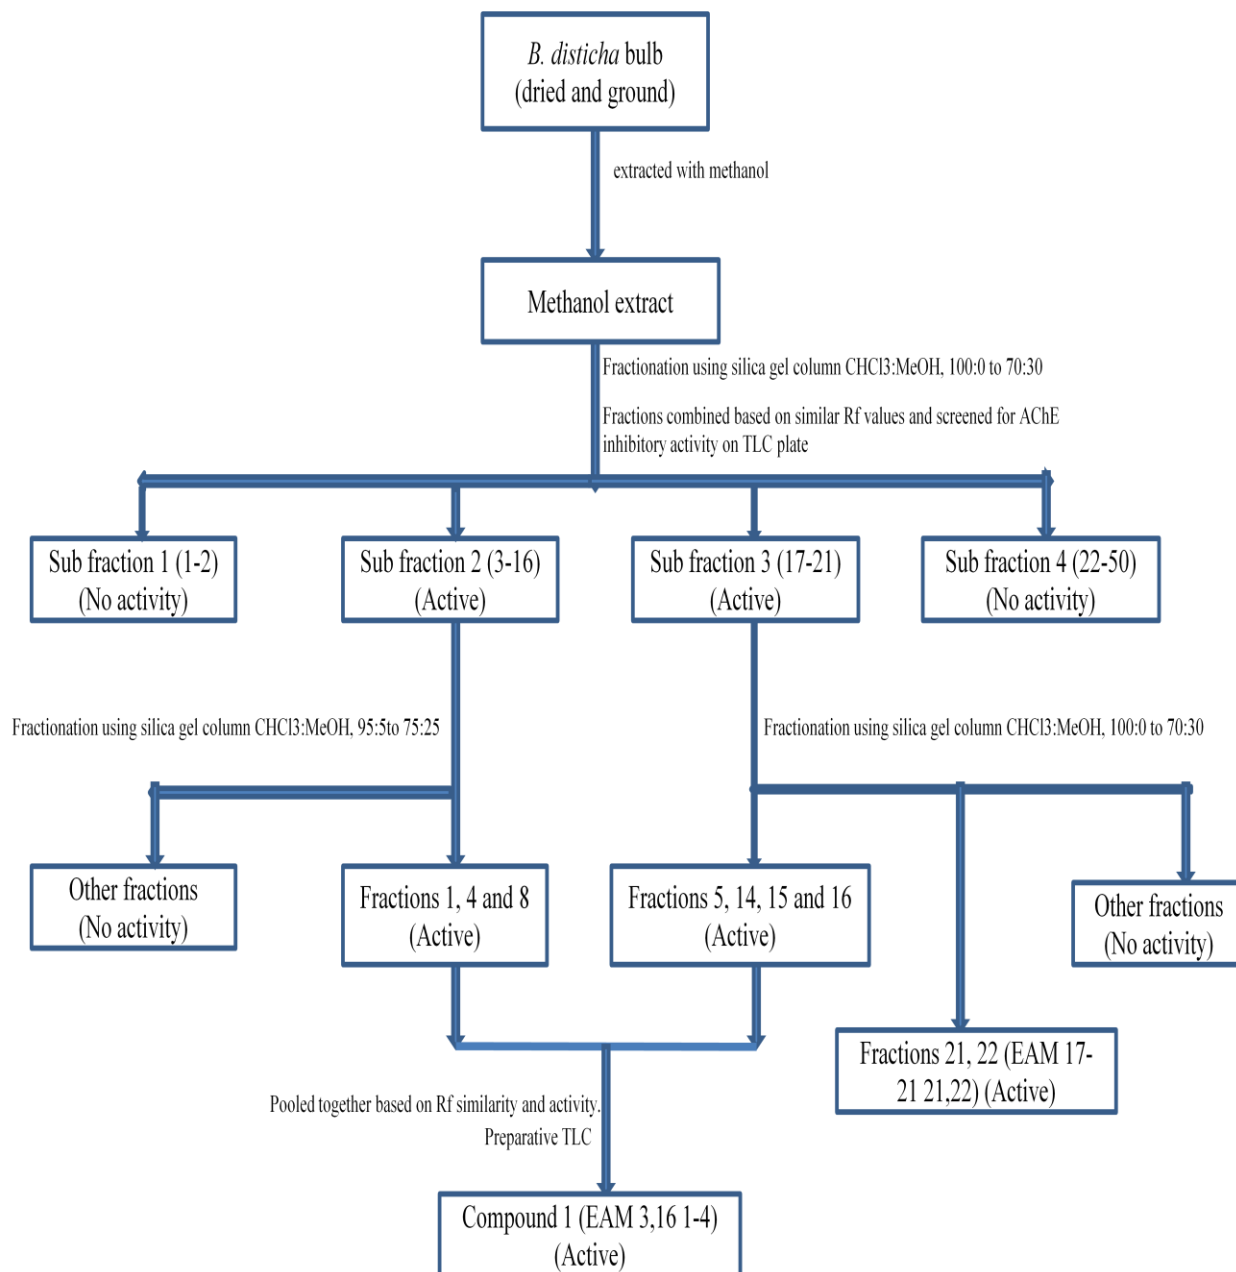 B. disticha bulb
(dried and ground)
extracted with methanol
Methanol extract
Fractionation using silica gel column CHCl3:MeOH, 100:0 to 70:30
Fractions combined based on similar Rf values and screened for AChE
inhibitory activity on TLC plate
Sub fraction 1 (1-2)
(No activity)
Sub fraction 2 (3-16)
(Active)
Sub fraction 3 (17-21)
(Active)
Sub fraction 4 (22-50)
(No activity)
Fractionation using silica gel column CHCl3:MeOH, 95:5to 75:25
Fractionation using silica gel column CHCl3:MeOH, 100:0 to 70:30
Other fractions
(No activity)
Fractions 1, 4 and 8
(Active)
Fractions 5, 14, 15 and 16
(Active)
Other fractions
(No activity)
Fractions 21, 22 (EAM 17-
21 21,22) (Active)
Pooled together based on Rf similarity and activity.
Preparative TLC
Compound 1 (EAM 3,16 1-4)
(Active)